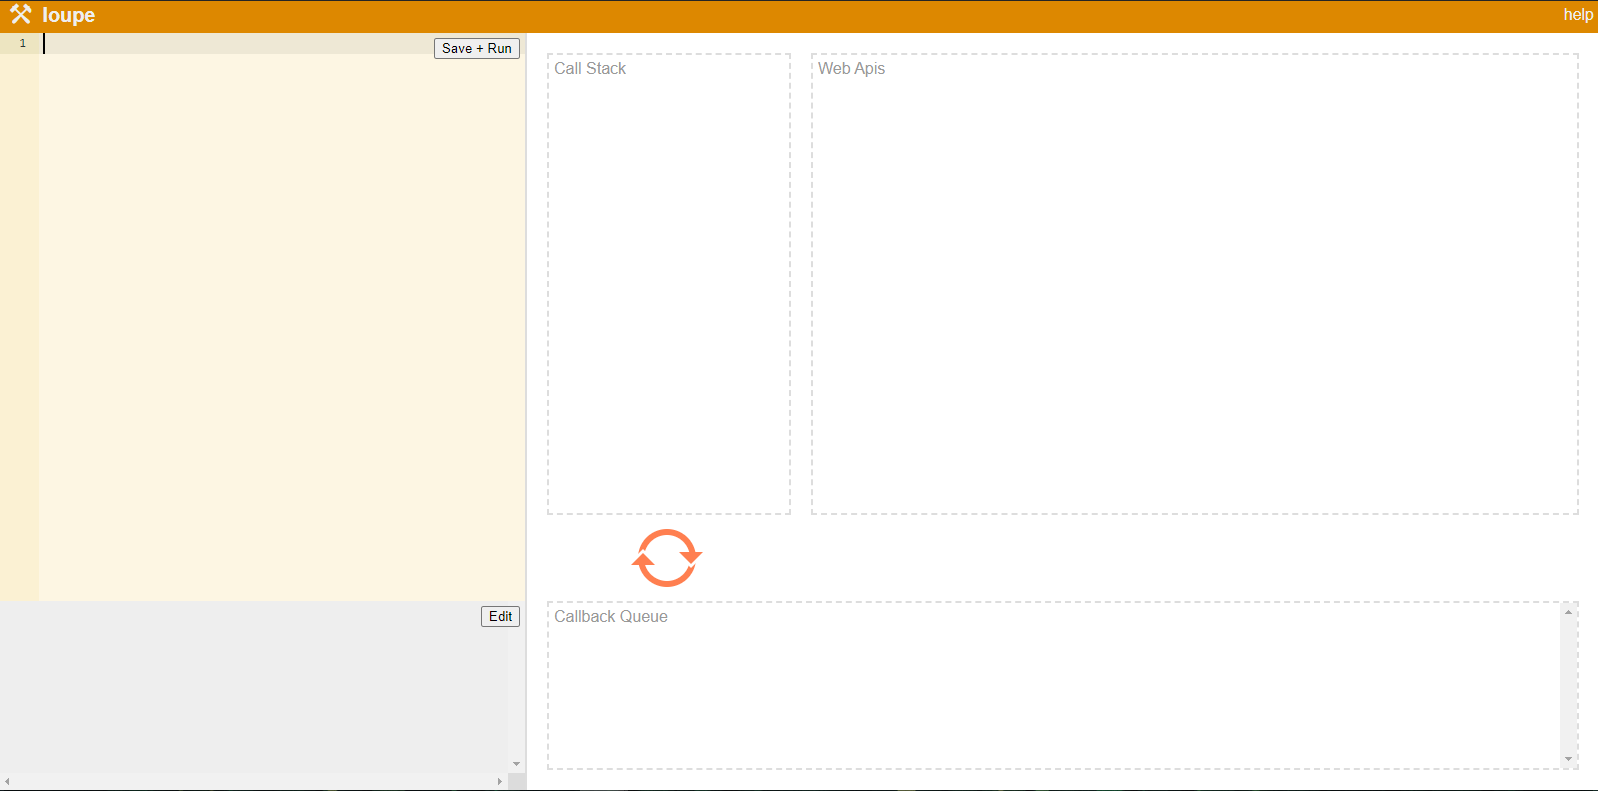 loupe
help
1
Save + Run
Call Stack
Web Apis
Edit
Callback Queue